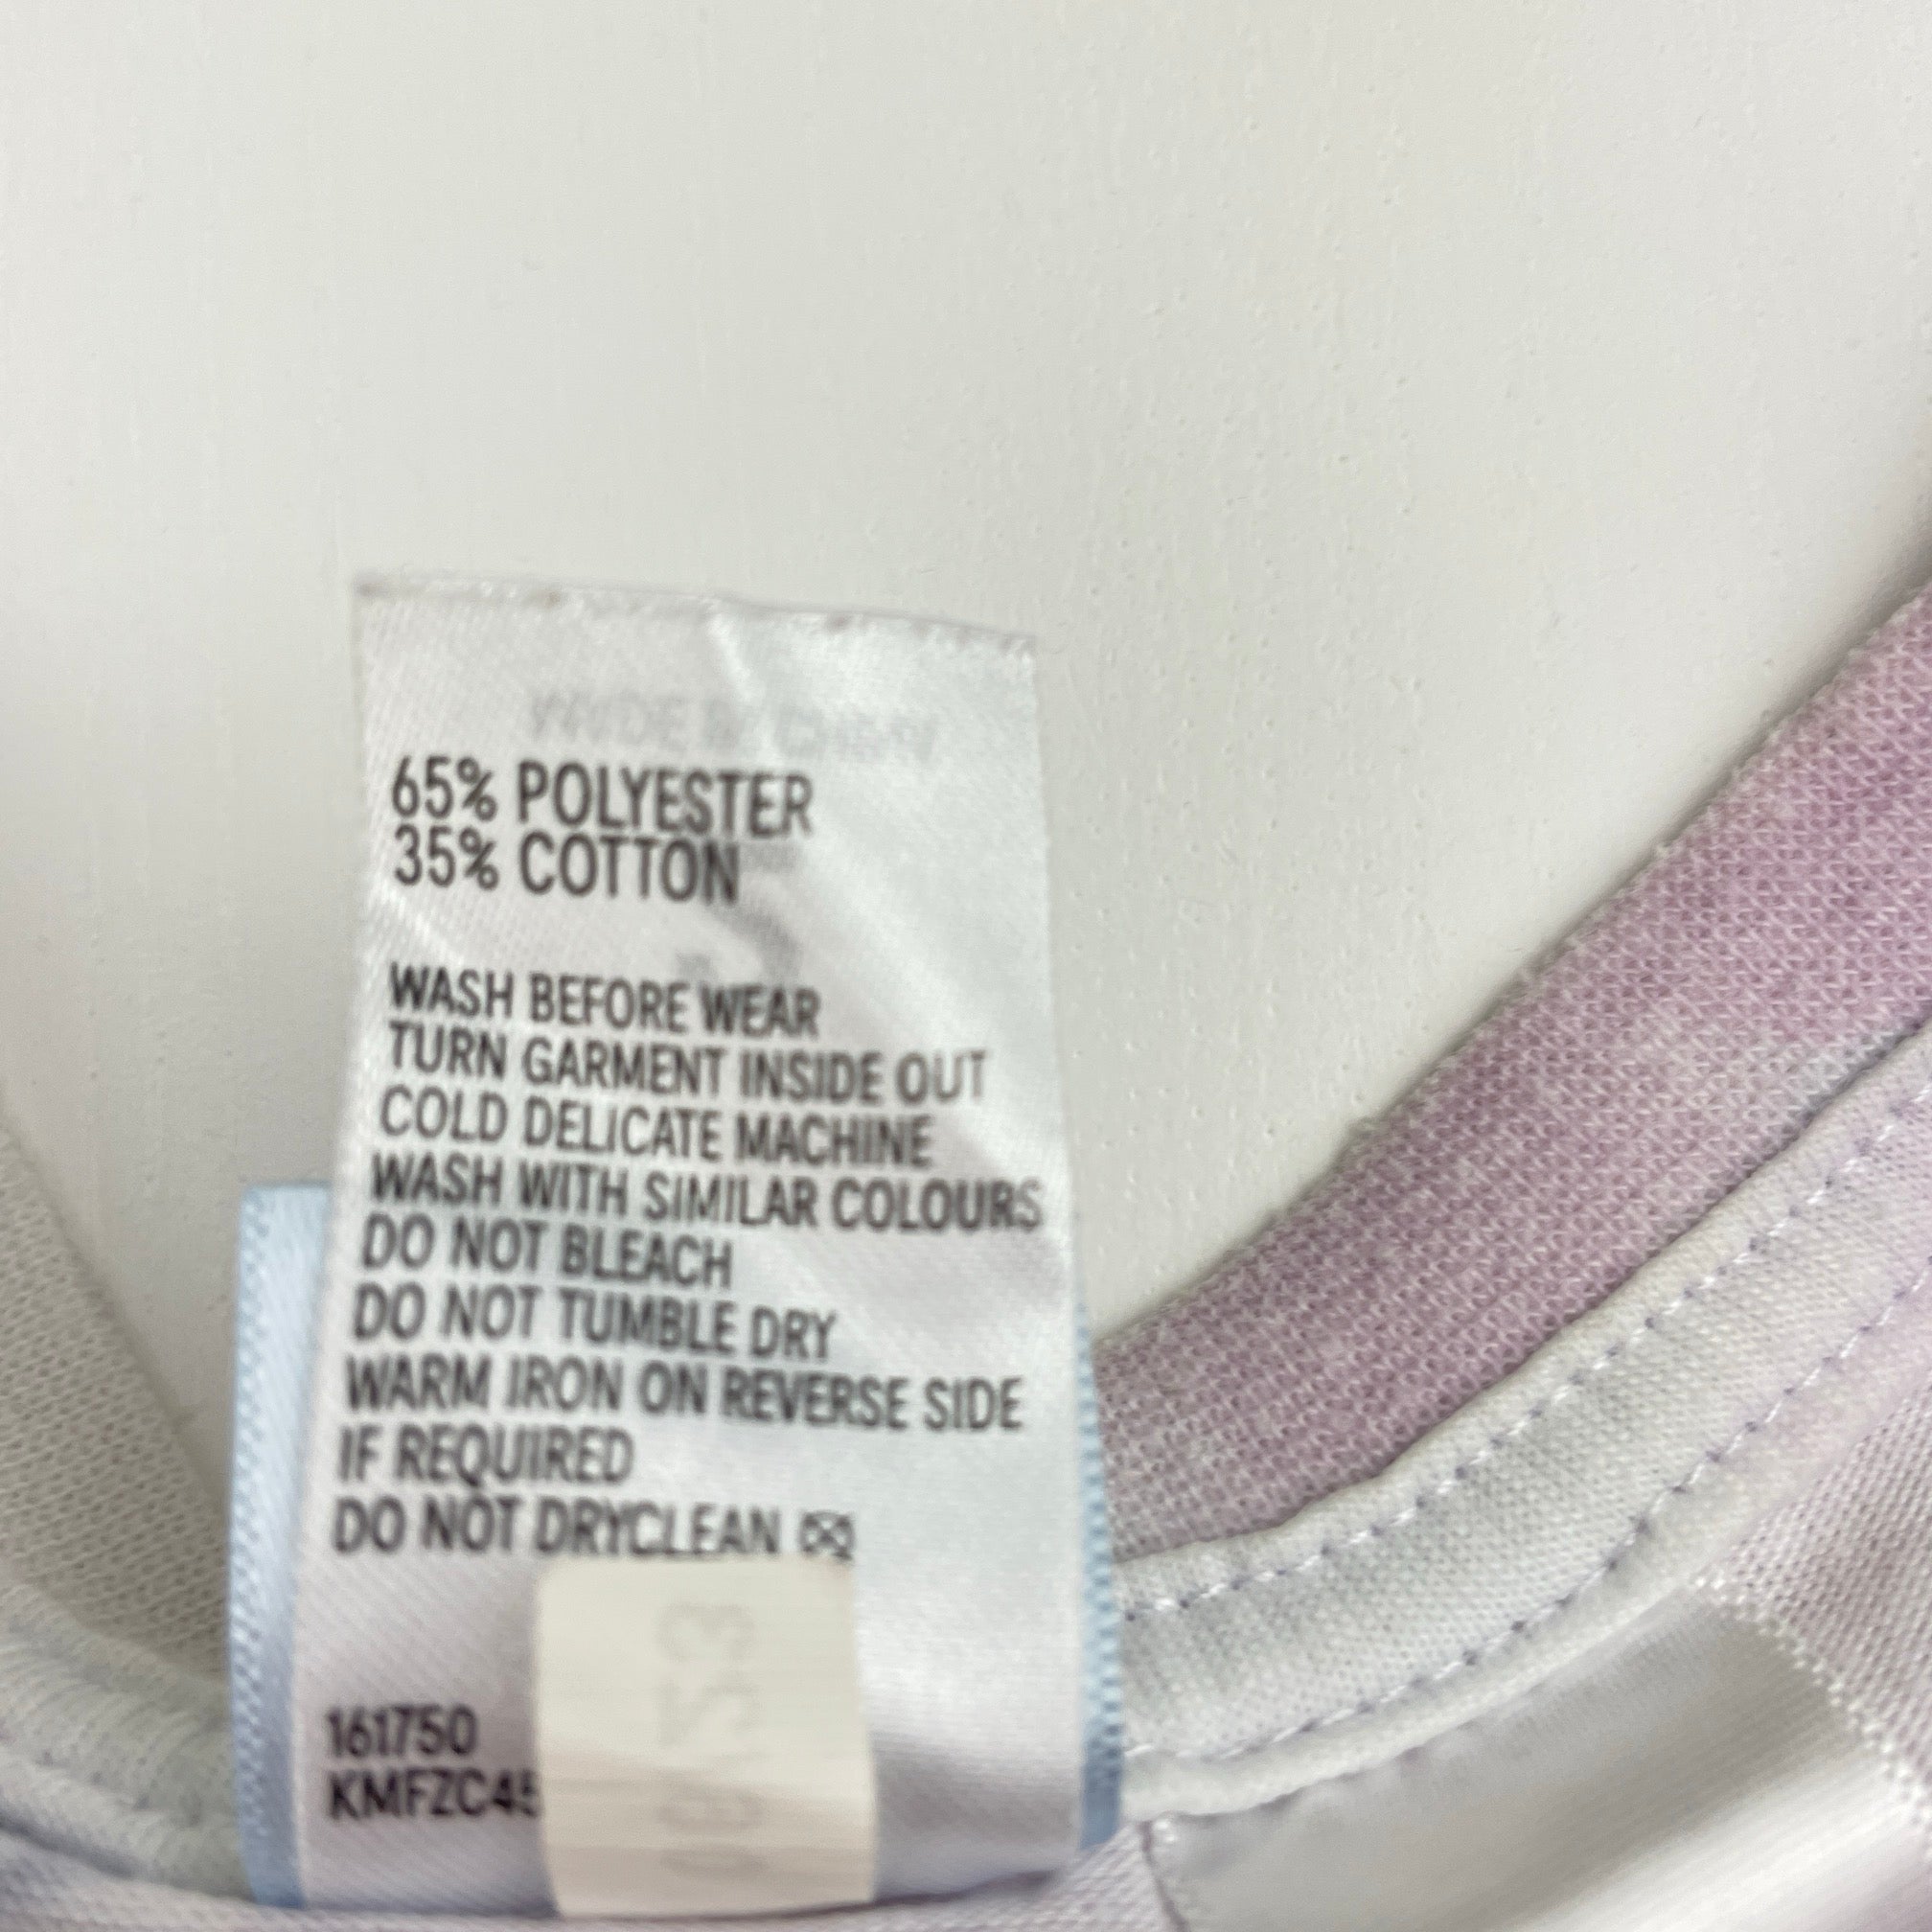 65% POLYESTER
35% COTTON
WASH BEFORE WEAR
TURN GARMENT INSIDE OUT
COLD DELICATE MACHINE
WASH WITH SIMILAR COLOURS
DO NOT BLEACH
DO NOT TUMBLE DRY
WARM IRON ON REVERSE SIDE
IF REQUIRED
DO NOT DRYCLEAN
161750
KMFZC45